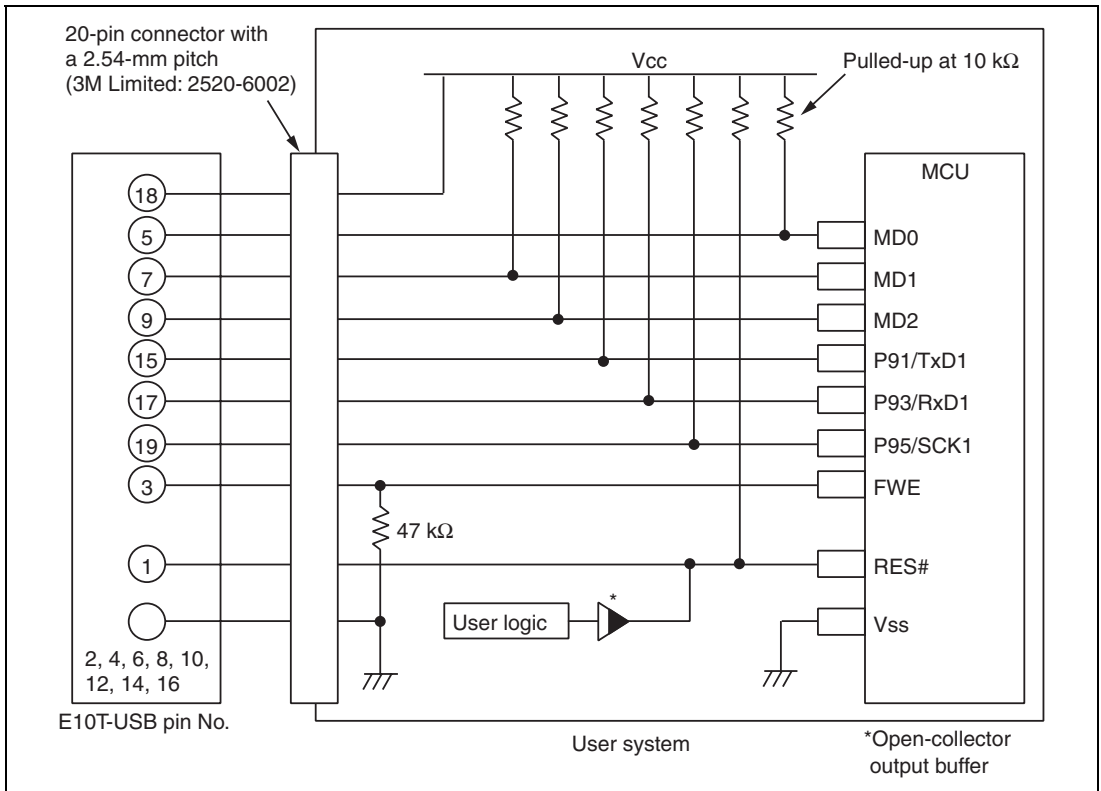 20-pin connector with
a 2.54-mm pitch
(3M Limited: 2520-6002)
Vcc
Pulled-up at 10 kΩ
MCU
18
5
MD0
7
MD1
9
MD2
15
P91/TxD1
17
P93/RxD1
19
P95/SCK1
3
FWE
47 kΩ
1
RES#
*
User logic
Vss
2, 4, 6, 8, 10,
12, 14, 16
E10T-USB pin No.
User system
*Open-collector
output buffer